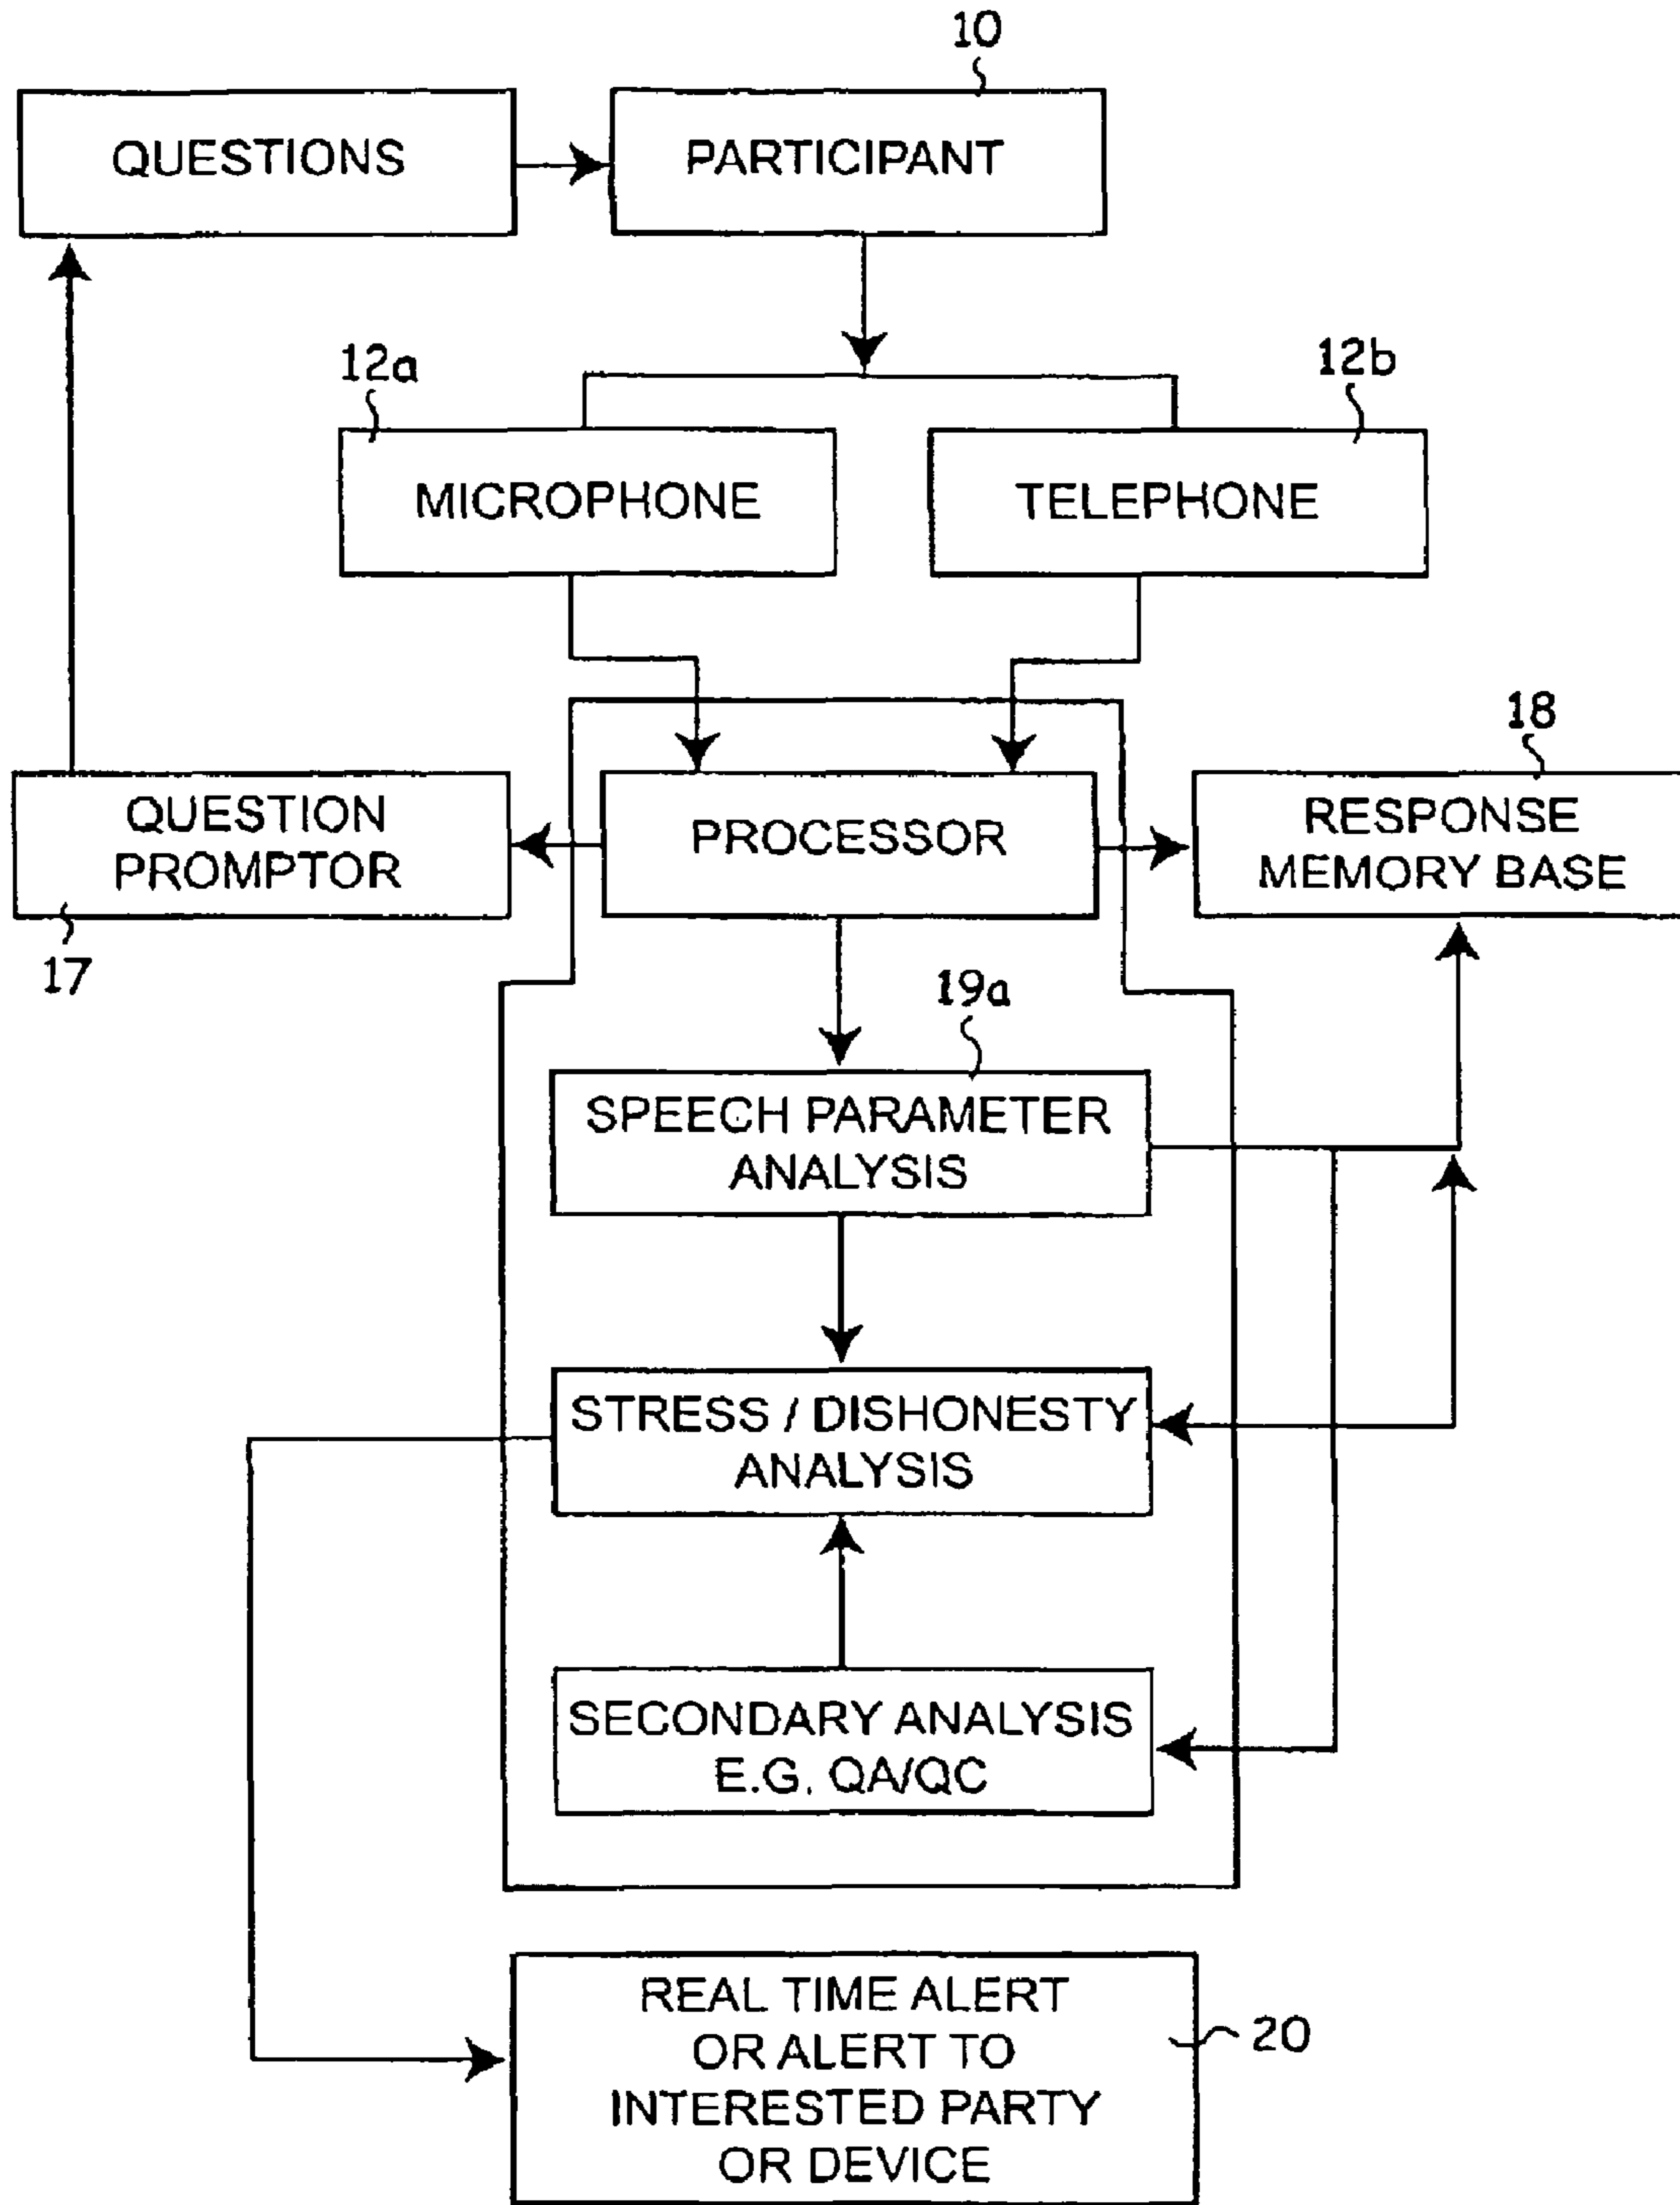 10
QUESTIONS
PARTICIPANT
12a
12b
MICROPHONE
TELEPHONE
18
QUESTION
PROMPTOR
PROCESSOR
RESPONSE
MEMORY BASE
17
19a
SPEECH PARAMETER
ANALYSIS
STRESS / DISHONESTY
ANALYSIS
SECONDARY ANALYSIS
E.G. QA/QC
REAL TIME ALERT
OR ALERT TO
INTERESTED PARTY
OR DEVICE
20